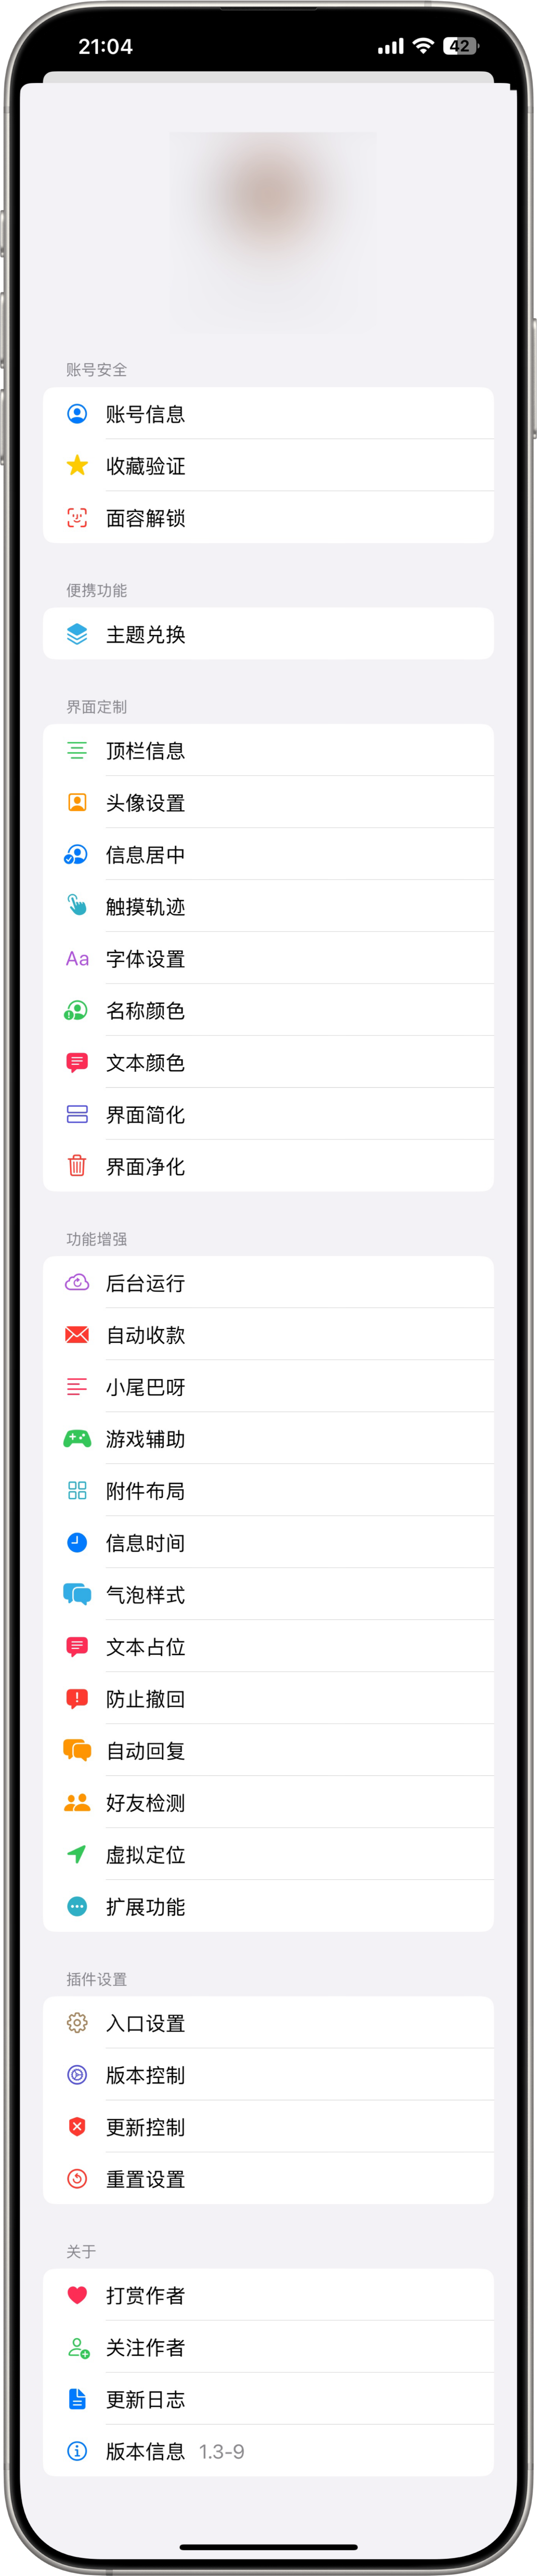 21:04
42
账号安全
账号信息
收藏验证
面容解锁
便携功能
主题兑换
界面定制
顶栏信息
头像设置
信息居中
触摸轨迹
Aa 字体设置
名称颜色
文本颜色
界面简化
界面净化
功能增强
后台运行
自动收款
小尾巴呀
游戏辅助
附件布局
信息时间
气泡样式
文本占位
防止撤回
自动回复
好友检测
虚拟定位
扩展功能
插件设置
入口设置
版本控制
更新控制
重置设置
关于
打赏作者
关注作者
更新日志
版本信息 1.3-9